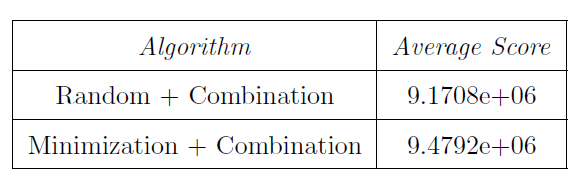 Algorithm Average Score
Random + Combination 9.1708e+06
Minimization + Combination 9.4792e+06